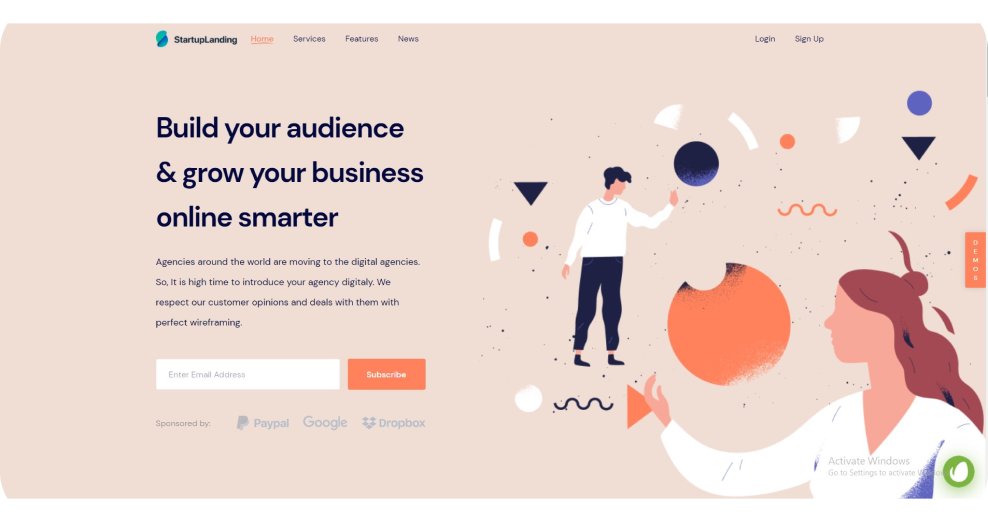 StartupLanding Home Services Features News Login Sign Up
Build your audience
& grow your business
online smarter
Agencies around the world are moving to the digital agencies.
So, It is high time to introduce your agency digitaly. We
respect our customer opinions and deals with them with
perfect wireframing.
Enter Email Address Subscribe
Sponsored by: Paypal Google Dropbox
DEMOS
Activate Windows
Go to Settings to activate